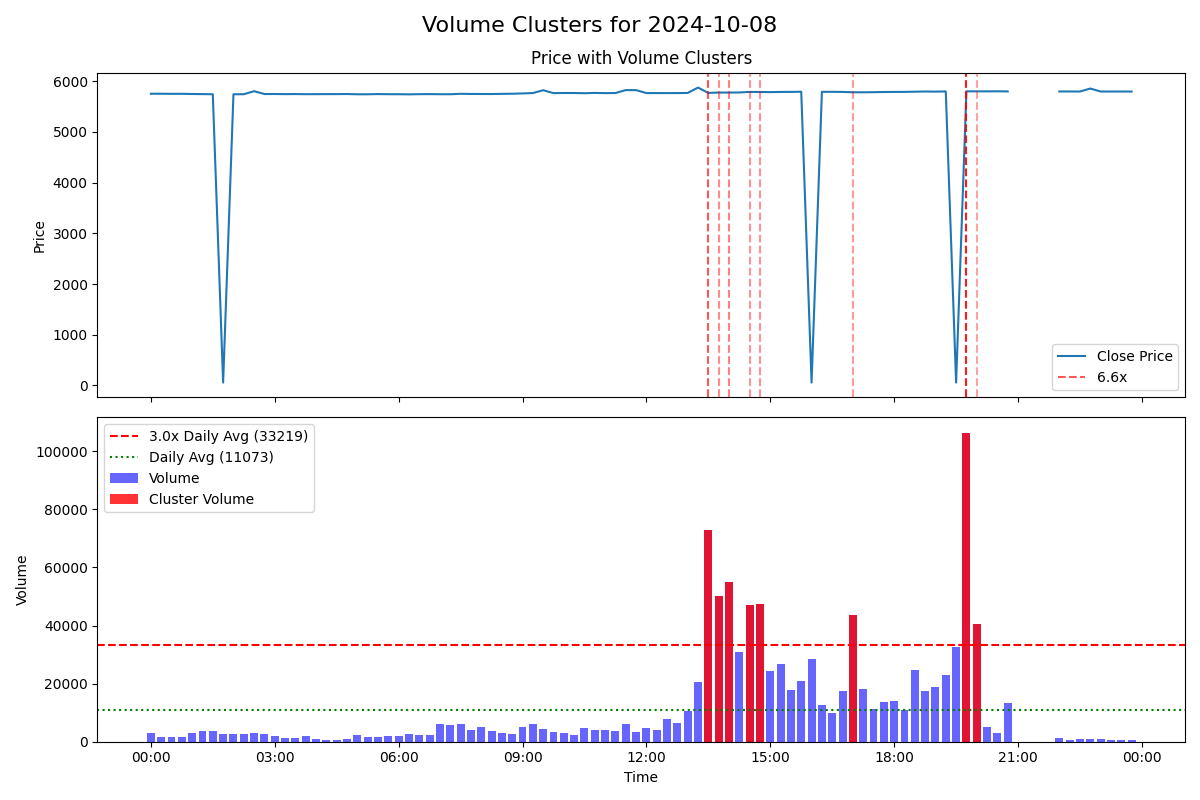 Volume Clusters for 2024-10-08
Price with Volume Clusters
6000
5000
4000
3000
2000
1000
0
Price
Close Price
6.6x
100000
80000
60000
40000
20000
0
Volume
3.0x Daily Avg (33219)
Daily Avg (11073)
Volume
Cluster Volume
00:00 03:00 06:00 09:00 12:00 15:00 18:00 21:00 00:00
Time